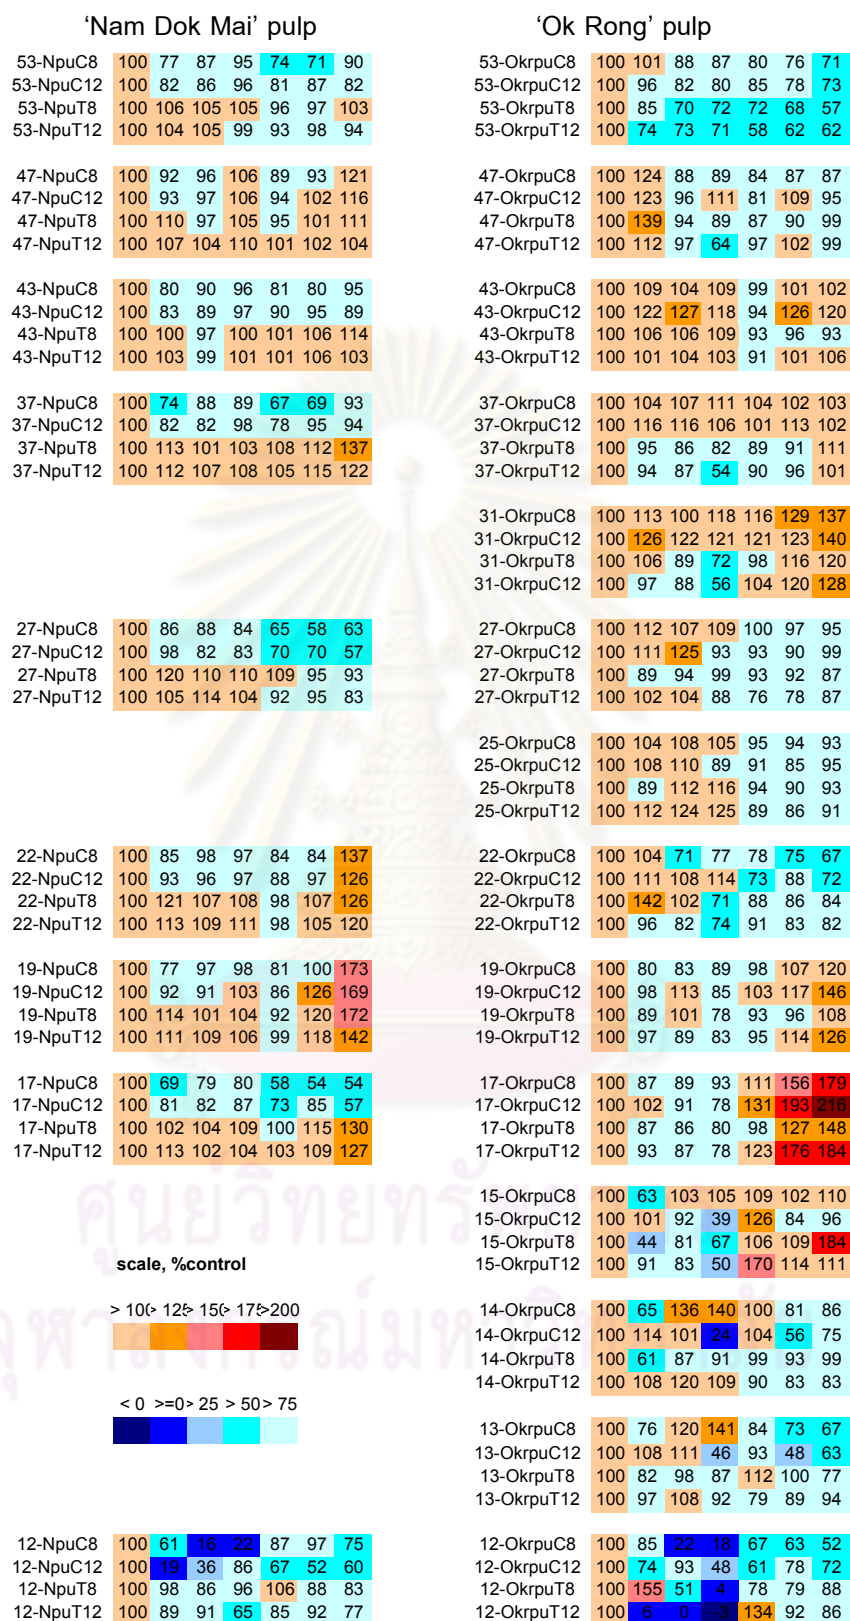 ‘Nam Dok Mai’ pulp ‘Ok Rong’ pulp
53-NpuC8 100 77 87 95 74 71 90 53-OkrpuC8 100 101 88 87 80 76 71
53-NpuC12 100 82 86 96 81 87 82 53-OkrpuC12 100 96 82 80 85 78 73
53-NpuT8 100 106 105 105 96 97 103 53-OkrpuT8 100 85 70 72 72 68 57
53-NpuT12 100 104 105 99 93 98 94 53-OkrpuT12 100 74 73 71 58 62 62
47-NpuC8 100 92 96 106 89 93 121 47-OkrpuC8 100 124 88 89 84 87 87
47-NpuC12 100 93 97 106 94 102 116 47-OkrpuC12 100 123 96 111 81 109 95
47-NpuT8 100 110 97 105 95 101 111 47-OkrpuT8 100 139 94 89 87 90 99
47-NpuT12 100 107 104 110 101 102 104 47-OkrpuT12 100 112 97 64 97 102 99
43-NpuC8 100 80 90 96 81 80 95 43-OkrpuC8 100 109 104 109 99 101 102
43-NpuC12 100 83 89 97 90 95 89 43-OkrpuC12 100 122 127 118 94 126 120
43-NpuT8 100 100 97 100 101 106 114 43-OkrpuT8 100 106 106 109 93 96 93
43-NpuT12 100 103 99 101 101 106 103 43-OkrpuT12 100 101 104 103 91 101 106
37-NpuC8 100 74 88 89 67 69 93 37-OkrpuC8 100 104 107 111 104 102 103
37-NpuC12 100 82 82 98 78 95 94 37-OkrpuC12 100 116 116 106 101 113 102
37-NpuT8 100 113 101 103 108 112 137 37-OkrpuT8 100 95 86 82 89 91 111
37-NpuT12 100 112 107 108 105 115 122 37-OkrpuT12 100 94 87 54 90 96 101
31-OkrpuC8 100 113 100 118 116 129 137
31-OkrpuC12 100 126 122 121 121 123 140
31-OkrpuT8 100 106 89 72 98 116 120
31-OkrpuC12 100 97 88 56 104 120 128
27-NpuC8 100 86 88 84 65 58 63 27-OkrpuC8 100 112 107 109 100 97 95
27-NpuC12 100 98 82 83 70 70 57 27-OkrpuC12 100 111 125 93 93 90 99
27-NpuT8 100 120 110 110 109 95 93 27-OkrpuT8 100 89 94 99 93 92 87
27-NpuT12 100 105 114 104 92 95 83 27-OkrpuT12 100 102 104 88 76 78 87
25-OkrpuC8 100 104 108 105 95 94 93
25-OkrpuC12 100 108 110 89 91 85 95
25-OkrpuT8 100 89 112 116 94 90 93
25-OkrpuT12 100 112 124 125 89 86 91
22-NpuC8 100 85 98 97 84 84 137 22-OkrpuC8 100 104 71 77 78 75 67
22-NpuC12 100 93 96 97 88 97 126 22-OkrpuC12 100 111 108 114 73 88 72
22-NpuT8 100 121 107 108 98 107 126 22-OkrpuT8 100 142 102 71 88 86 84
22-NpuT12 100 113 109 111 98 105 120 22-OkrpuT12 100 96 82 74 91 83 82
19-NpuC8 100 77 97 98 81 100 173 19-OkrpuC8 100 80 83 89 98 107 120
19-NpuC12 100 92 91 103 86 126 169 19-OkrpuC12 100 98 113 85 103 117 146
19-NpuT8 100 114 101 104 92 120 172 19-OkrpuT8 100 89 101 78 93 96 108
19-NpuT12 100 111 109 106 99 118 142 19-OkrpuT12 100 97 89 83 95 114 126
17-NpuC8 100 69 79 80 58 54 54 17-OkrpuC8 100 87 89 93 111 156 179
17-NpuC12 100 81 82 87 73 85 57 17-OkrpuC12 100 102 91 78 131 193 216
17-NpuT8 100 102 104 109 100 115 130 17-OkrpuT8 100 87 86 80 98 127 148
17-NpuT12 100 113 102 104 103 109 127 17-OkrpuT12 100 93 87 78 123 176 184
15-OkrpuC8 100 63 103 105 109 102 110
15-OkrpuC12 100 101 92 39 126 84 96
15-OkrpuT8 100 44 81 67 106 109 184
15-OkrpuT12 100 91 83 50 170 114 111
scale, %control
> 100 > 125 > 150 > 175 >200
14-OkrpuC8 100 65 136 140 100 81 86
14-OkrpuC12 100 114 101 24 104 56 75
14-OkrpuT8 100 61 87 91 99 93 99
14-OkrpuT12 100 108 120 109 90 83 83
< 0 >=0 > 25 > 50 > 75
13-OkrpuC8 100 76 120 141 84 73 67
13-OkrpuC12 100 108 111 46 93 48 63
13-OkrpuT8 100 82 98 87 112 100 77
13-OkrpuT12 100 97 108 92 79 89 94
12-NpuC8 100 61 16 22 87 97 75 12-OkrpuC8 100 85 22 18 67 63 52
12-NpuC12 100 19 36 86 67 52 60 12-OkrpuC12 100 74 93 48 61 78 72
12-NpuT8 100 98 86 96 106 88 83 12-OkrpuT8 100 155 51 4 78 79 88
12-NpuT12 100 89 91 65 85 92 77 12-OkrpuT12 100 6 0 -3 134 92 86